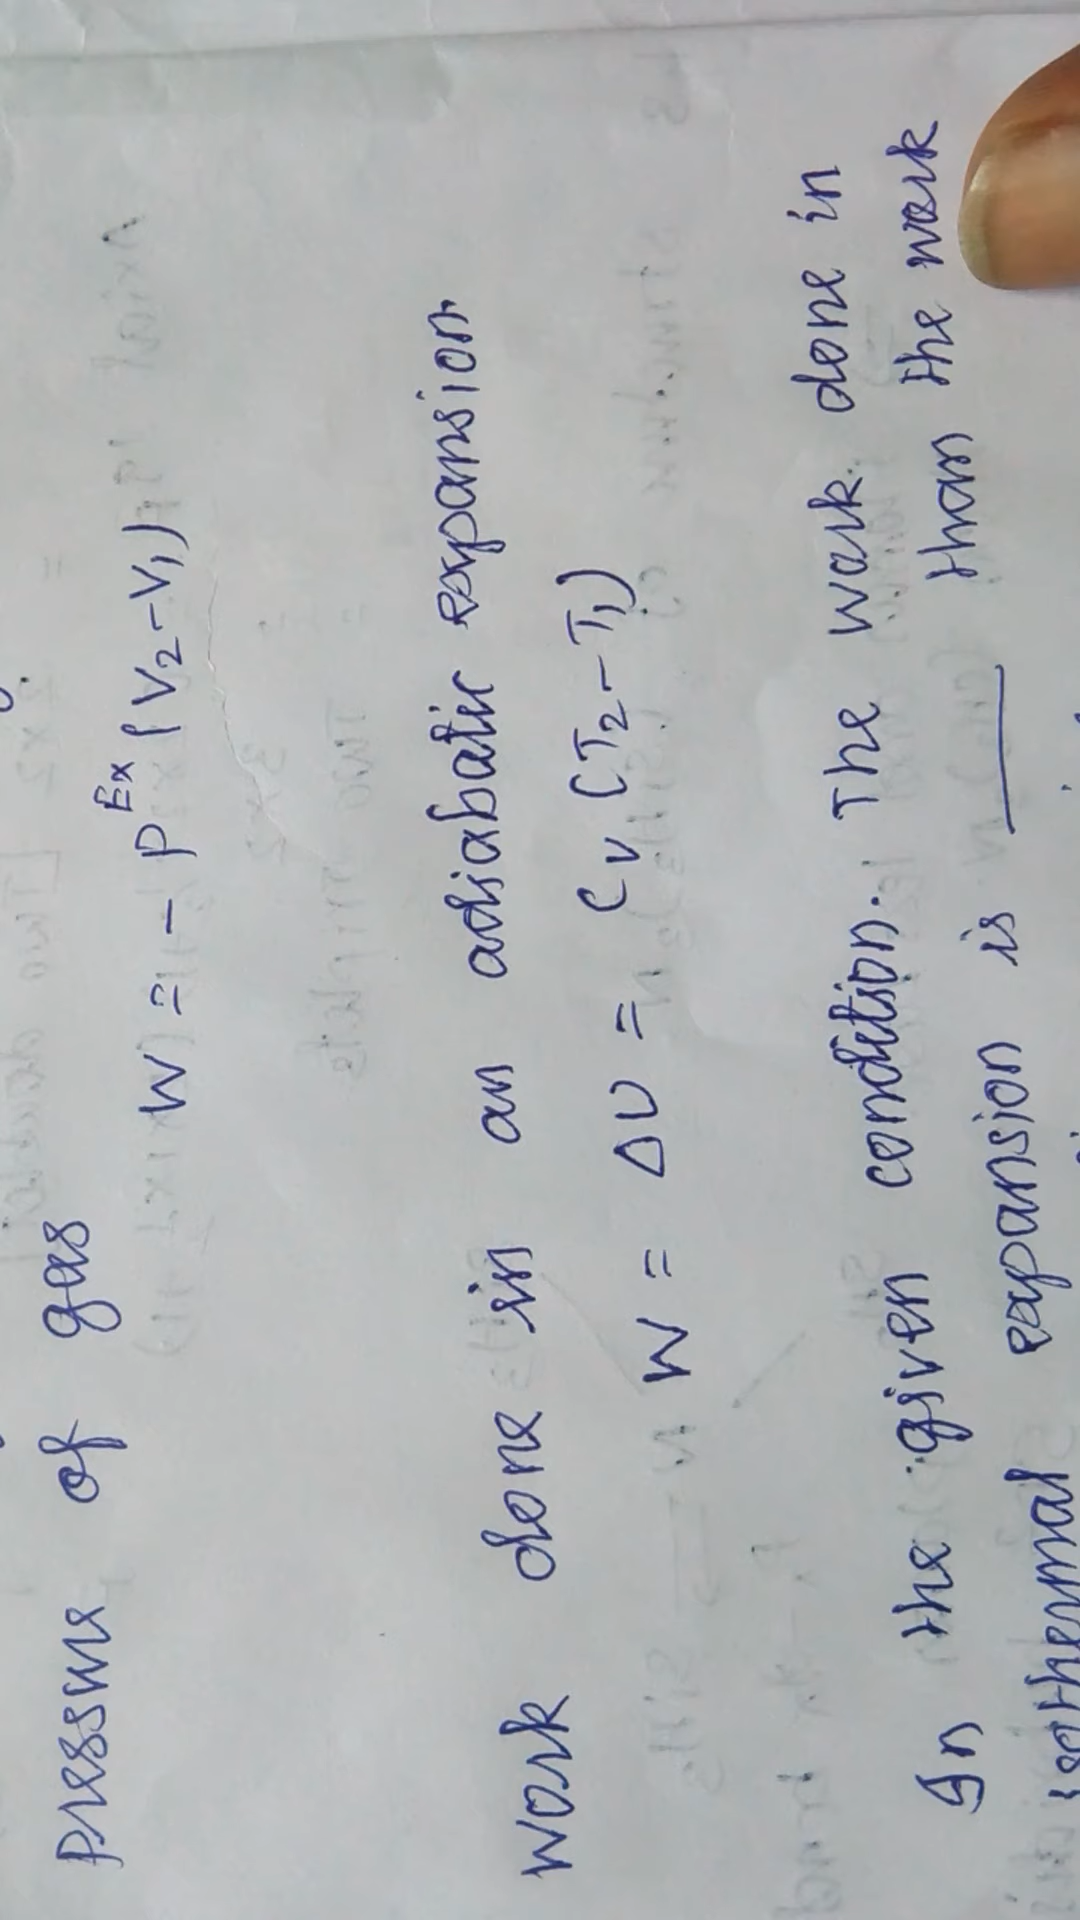 pressure of gas
W = - P^Ex (V2-V1)
Work done in an adiabatic expansion.
W = ΔU = Cv (T2-T1)
In the given condition. The work done in
isothermal expansion is ___ than the work